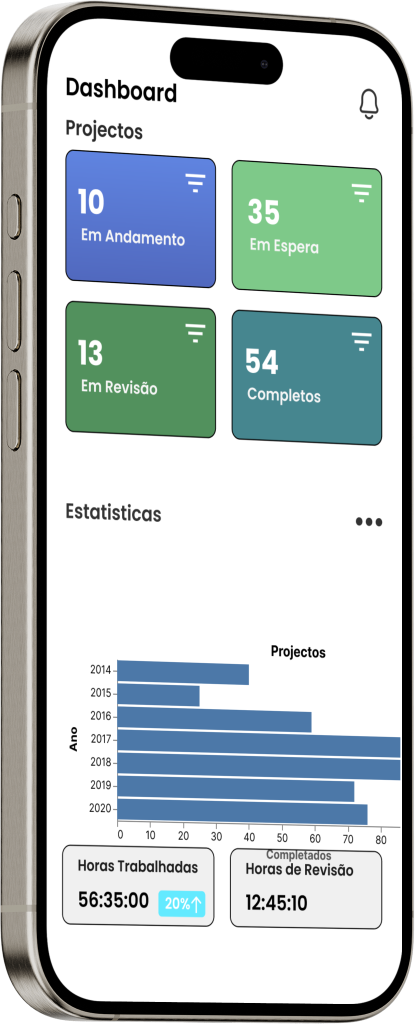 Dashboard
Projectos
10
Em Andamento
35
Em Espera
13
Em Revisão
54
Completos
Estatisticas
Projectos
Ano
2014
2015
2016
2017
2018
2019
2020
0 10 20 30 40 50 60 70 80
Completados
Horas Trabalhadas
56:35:00 20%↑
Horas de Revisão
12:45:10